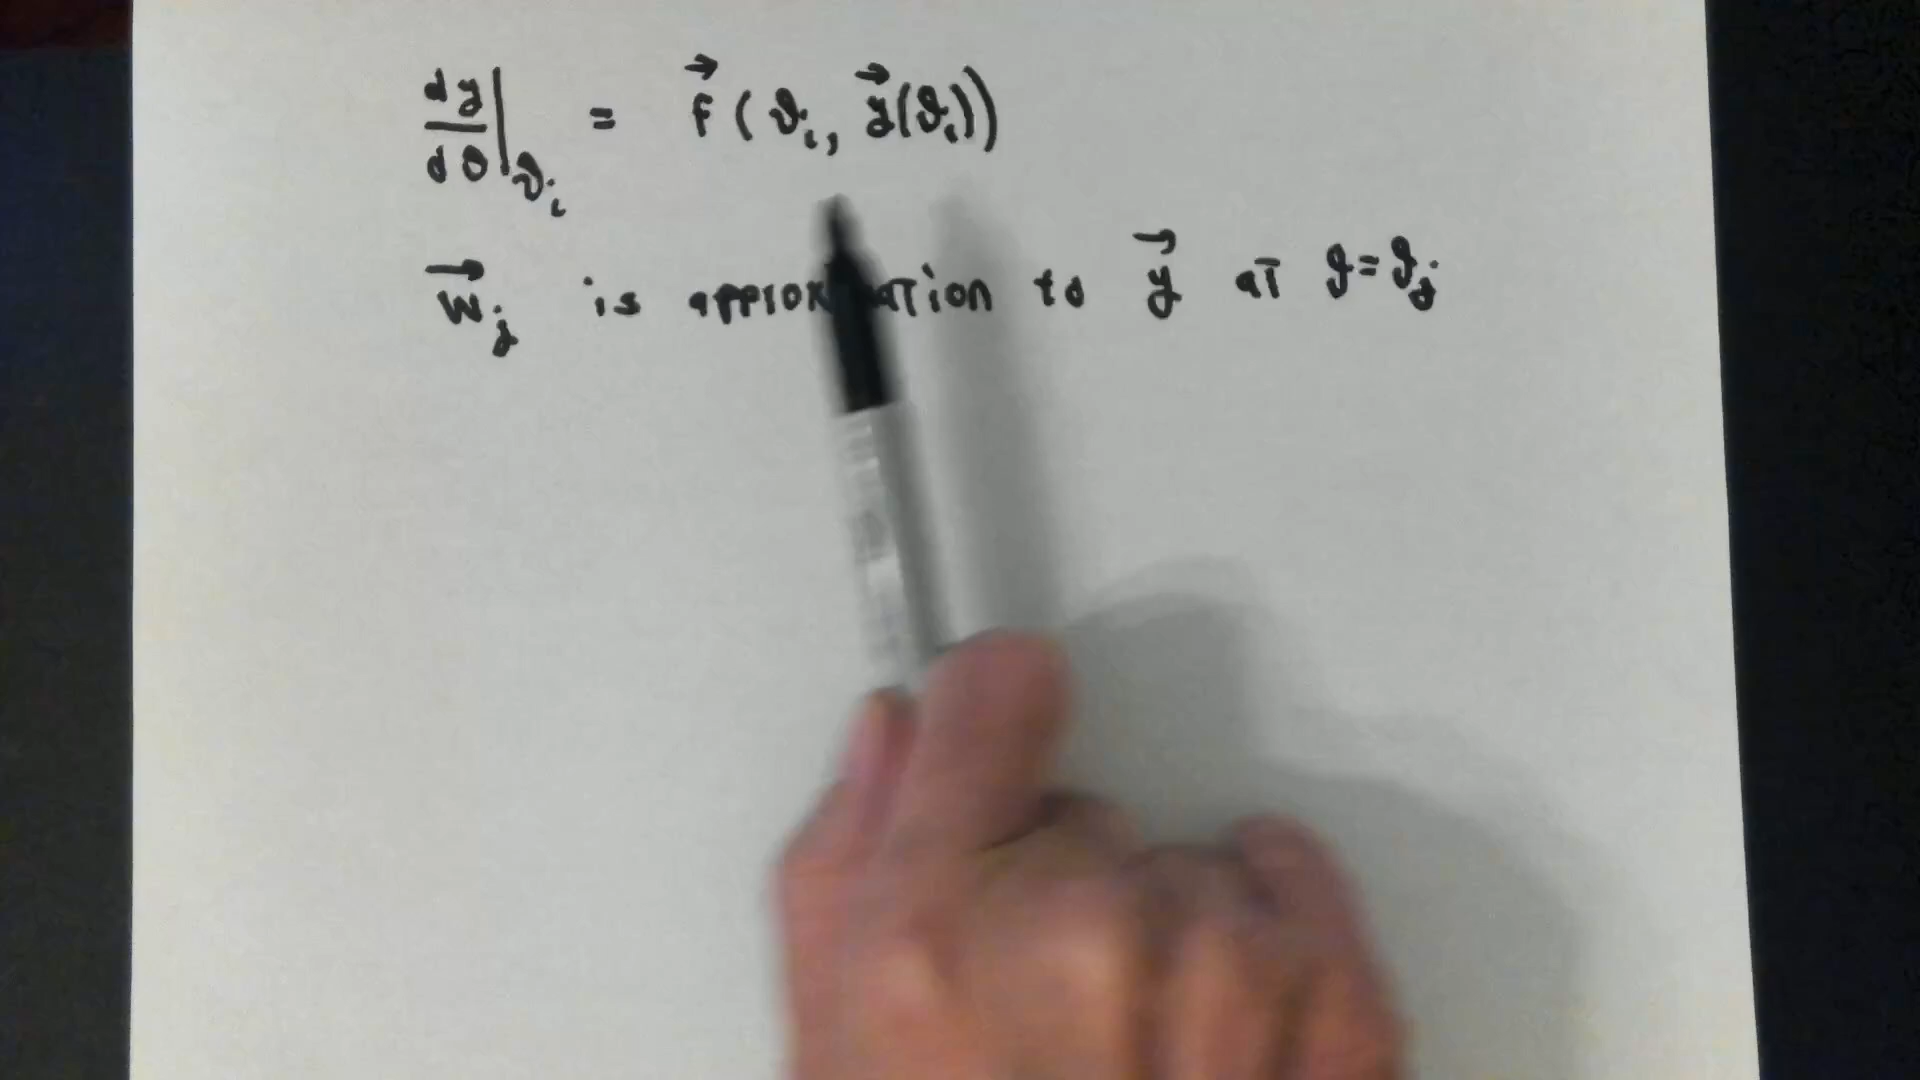 dy/dθ|ϑᵢ = f⃗(ϑᵢ, y⃗(ϑᵢ))
w⃗ⱼ is approximation to y⃗ at ϑ=ϑⱼ